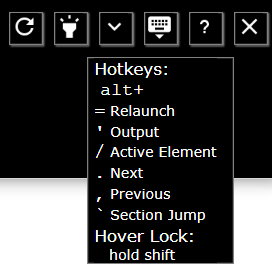 ?
Hotkeys:
alt+
= Relaunch
' Output
/ Active Element
. Next
, Previous
` Section Jump
Hover Lock:
hold shift